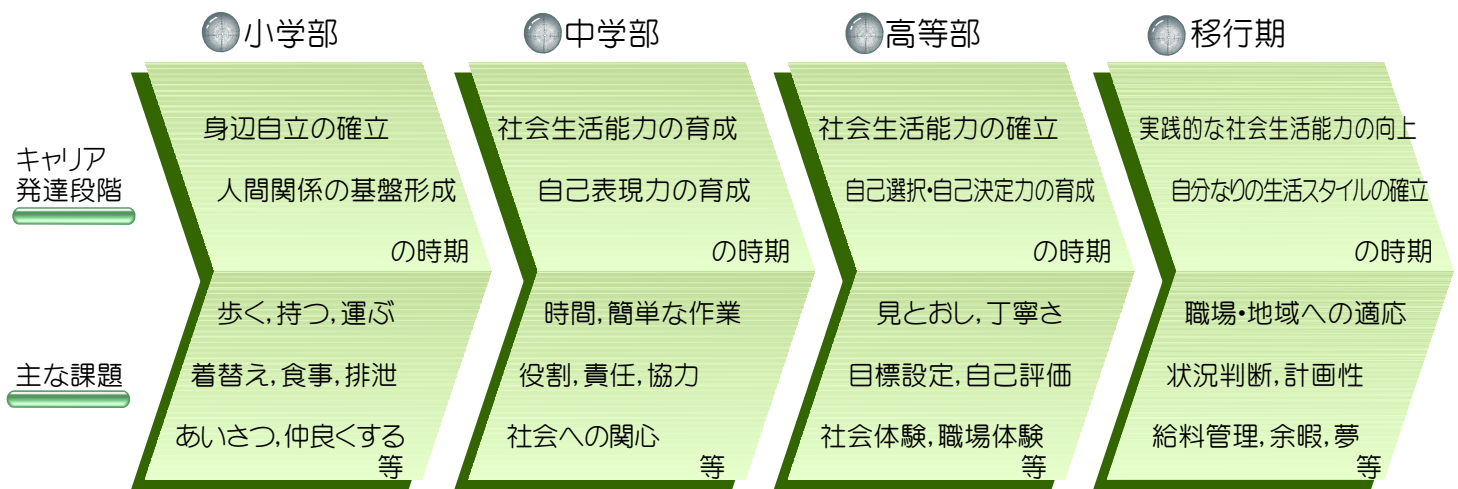 小学部
中学部
高等部
移行期
キャリア
発達段階
身辺自立の確立
人間関係の基盤形成
の時期
社会生活能力の育成
自己表現力の育成
の時期
社会生活能力の確立
自己選択・自己決定力の育成
の時期
実践的な社会生活能力の向上
自分なりの生活スタイルの確立
の時期
主な課題
歩く,持つ,運ぶ
着替え,食事,排泄
あいさつ,仲良くする
等
時間,簡単な作業
役割,責任,協力
社会への関心
等
見とおし,丁寧さ
目標設定,自己評価
社会体験,職場体験
等
職場・地域への適応
状況判断,計画性
給料管理,余暇,夢
等